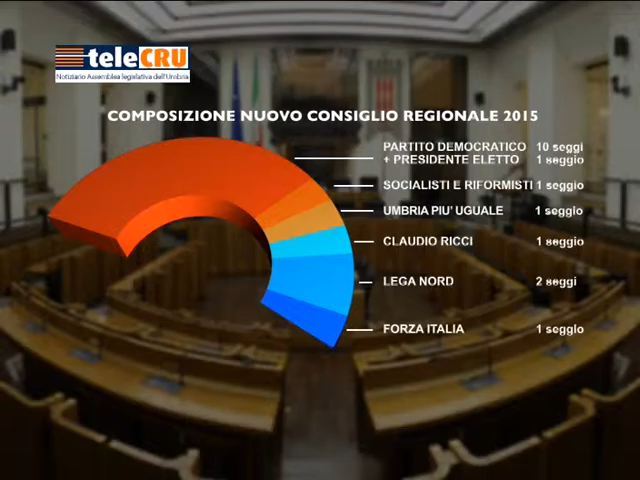 teleCRU
Notiziario Assemblea legislativa dell'Umbria
COMPOSIZIONE NUOVO CONSIGLIO REGIONALE 2015
PARTITO DEMOCRATICO 10 seggi
+ PRESIDENTE ELETTO 1 seggio
SOCIALISTI E RIFORMISTI 1 seggio
UMBRIA PIU' UGUALE 1 seggio
CLAUDIO RICCI 1 seggio
LEGA NORD 2 seggi
FORZA ITALIA 1 seggio